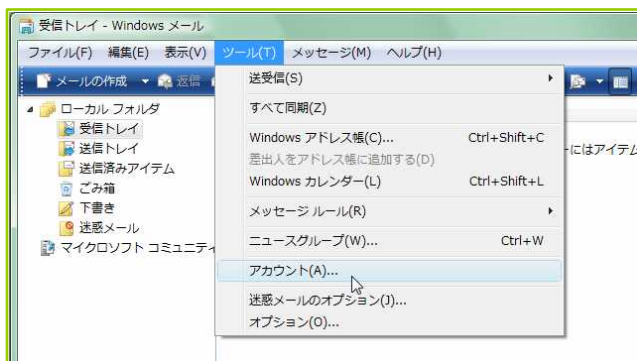 受信トレイ - Windows メール
ファイル(F) 編集(E) 表示(V) ツール(T) メッセージ(M) ヘルプ(H)
メールの作成 返信
送受信(S)
すべて同期(Z)
Windows アドレス帳(C)... Ctrl+Shift+C
差出人をアドレス帳に追加する(D)
Windows カレンダー(L) Ctrl+Shift+L
メッセージ ルール(R)
ニュースグループ(W)... Ctrl+W
アカウント(A)...
迷惑メールのオプション(J)...
オプション(O)...
ローカル フォルダ
受信トレイ
送信トレイ
送信済みアイテム
ごみ箱
下書き
迷惑メール
マイクロソフト コミュニティ
ーにはアイテム